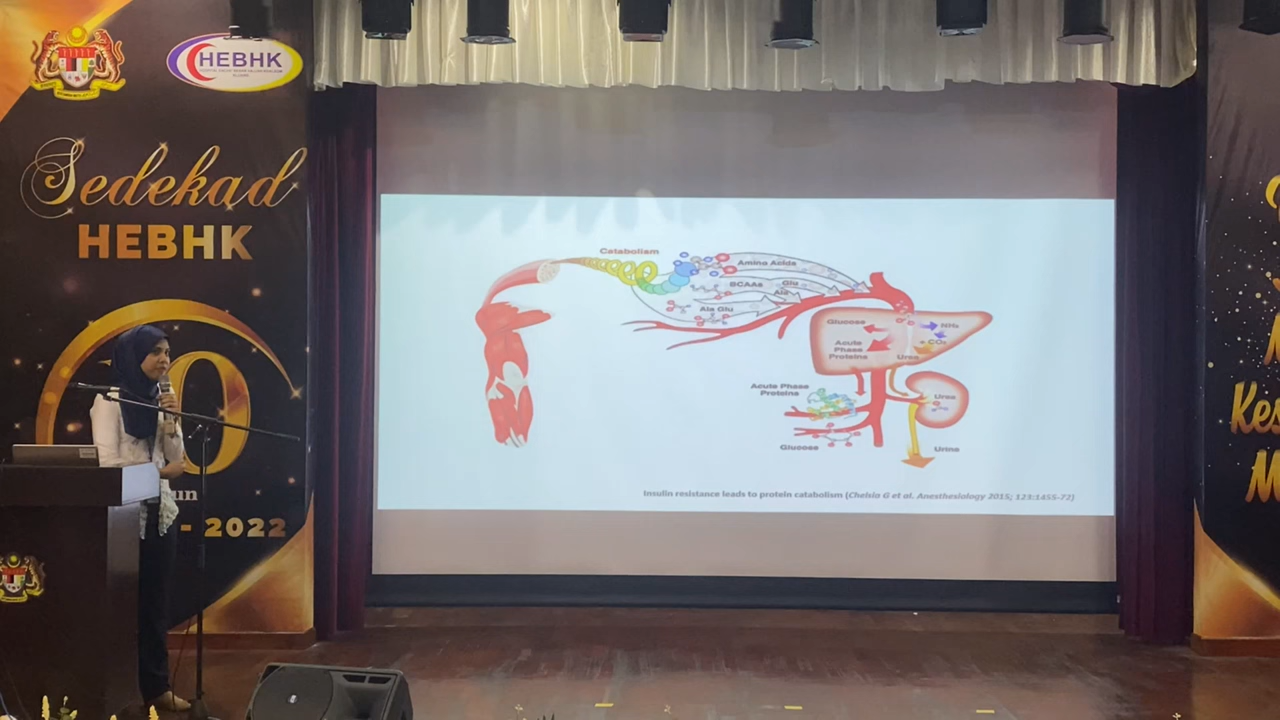 HEBHK
Sedekad
HEBHK
10
- 2022
Catabolism
Amino Acids
BCAAs
Glu
Ala
Ala Glu
Glucose
NH₃
CO₂
Acute
Phase
Proteins
Urea
Acute Phase
Proteins
Urea
Glucose
Urine
Insulin resistance leads to protein catabolism (Chelsia G et al. Anesthesiology 2015; 123:1455-72)